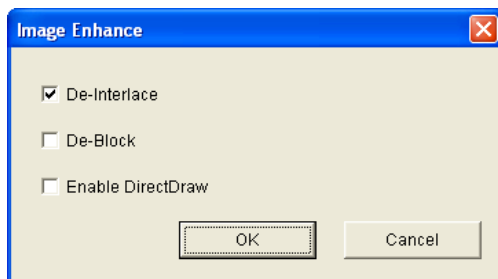 Image Enhance
De-Interlace
De-Block
Enable DirectDraw
OK Cancel